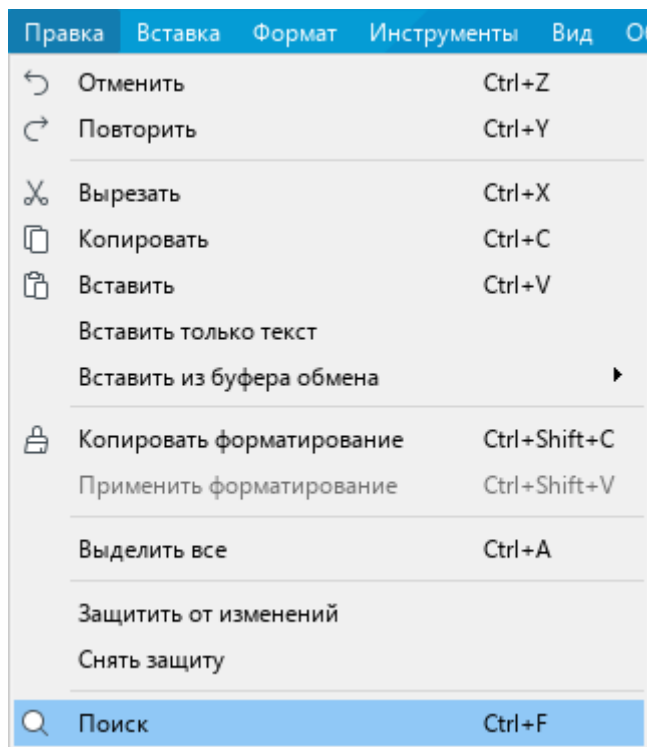 Правка Вставка Формат Инструменты Вид
Отменить Ctrl+Z
Повторить Ctrl+Y
Вырезать Ctrl+X
Копировать Ctrl+C
Вставить Ctrl+V
Вставить только текст
Вставить из буфера обмена
Копировать форматирование Ctrl+Shift+C
Применить форматирование Ctrl+Shift+V
Выделить все Ctrl+A
Защитить от изменений
Снять защиту
Поиск Ctrl+F